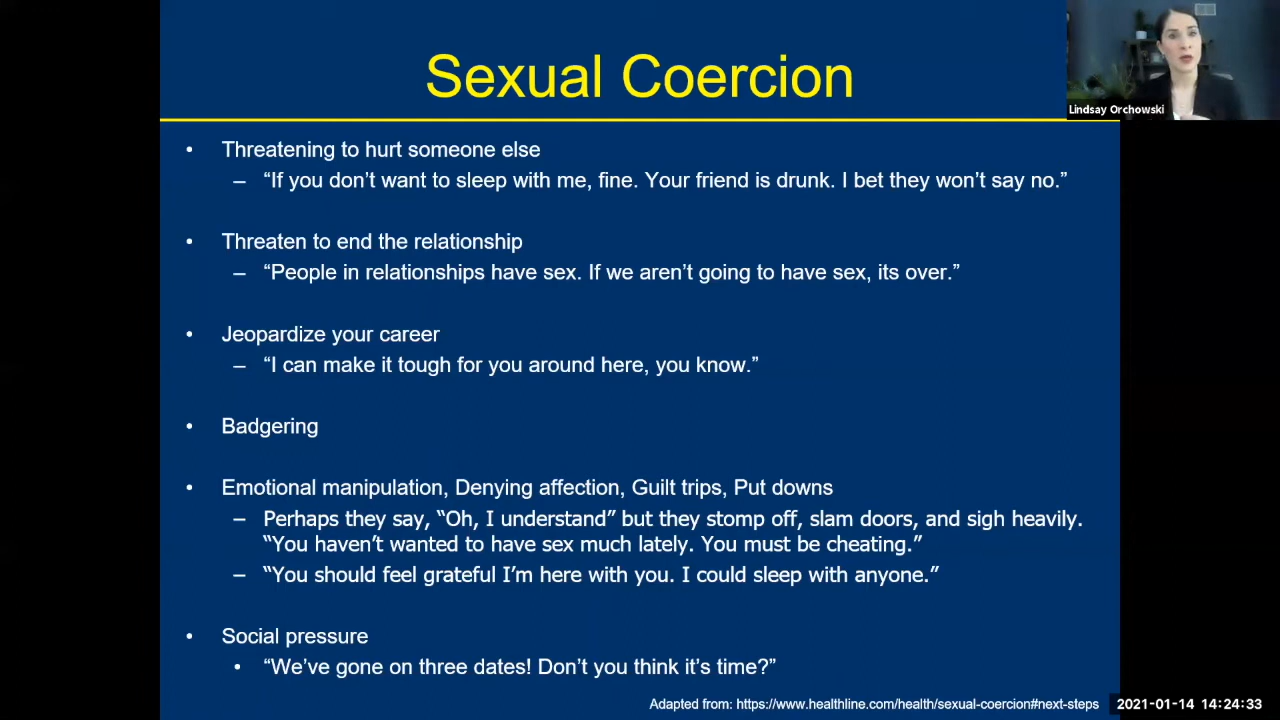 Sexual Coercion
Lindsay Orchowski
• Threatening to hurt someone else
– “If you don’t want to sleep with me, fine. Your friend is drunk. I bet they won’t say no.”
• Threaten to end the relationship
– “People in relationships have sex. If we aren’t going to have sex, its over.”
• Jeopardize your career
– “I can make it tough for you around here, you know.”
• Badgering
• Emotional manipulation, Denying affection, Guilt trips, Put downs
– Perhaps they say, “Oh, I understand” but they stomp off, slam doors, and sigh heavily.
“You haven’t wanted to have sex much lately. You must be cheating.”
– “You should feel grateful I’m here with you. I could sleep with anyone.”
• Social pressure
• “We’ve gone on three dates! Don’t you think it’s time?”
Adapted from: https://www.healthline.com/health/sexual-coercion#next-steps
2021-01-14 14:24:33